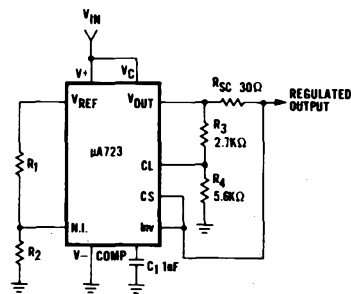 VIN
V+ VC
VREF VOUT
RSC 30Ω
REGULATED
OUTPUT
R1
μA723
R3
2.7KΩ
CL
R4
5.6KΩ
CS
N.I. Inv
R2
V− COMP
C1 1nF